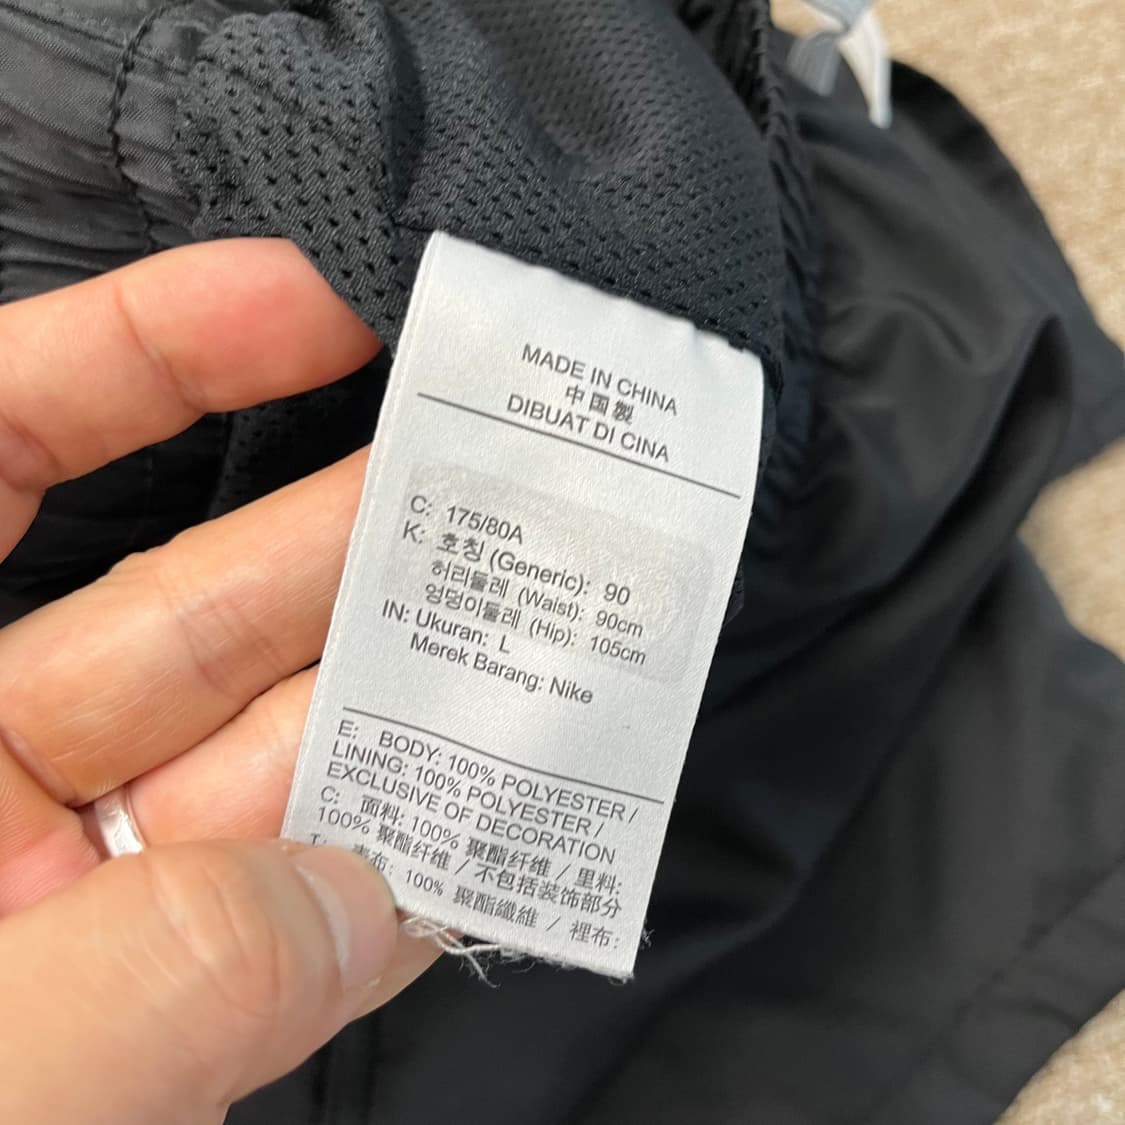 MADE IN CHINA
中国製
DIBUAT DI CINA
C: 175/80A
K: 호칭 (Generic): 90
허리둘레 (Waist): 90cm
엉덩이둘레 (Hip): 105cm
IN: Ukuran: L
Merek Barang: Nike
E: BODY: 100% POLYESTER /
LINING: 100% POLYESTER /
EXCLUSIVE OF DECORATION
C: 面料: 100% 聚酯纤维 / 里料:
100% 聚酯纤维 / 不包括装饰部分
T: 表布: 100% 聚酯纖維 / 裡布: